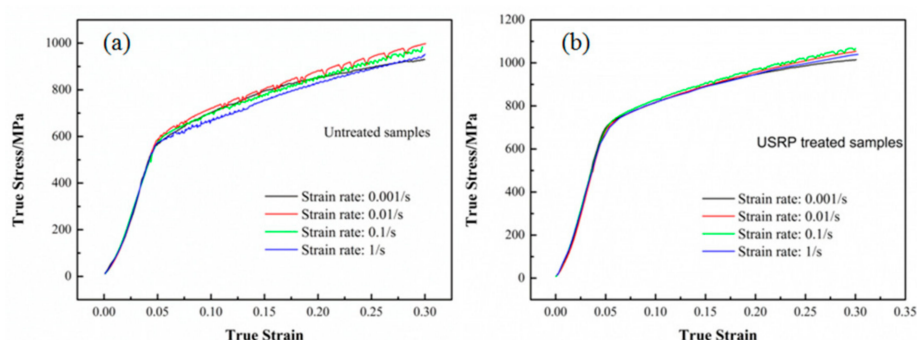 (a)
True Stress/MPa
1000
800
600
400
200
0
Untreated samples
Strain rate: 0.001/s
Strain rate: 0.01/s
Strain rate: 0.1/s
Strain rate: 1/s
0.00 0.05 0.10 0.15 0.20 0.25 0.30
True Strain
(b)
True Stress/MPa
1200
1000
800
600
400
200
0
USRP treated samples
Strain rate: 0.001/s
Strain rate: 0.01/s
Strain rate: 0.1/s
Strain rate: 1/s
0.00 0.05 0.10 0.15 0.20 0.25 0.30 0.35
True Strain